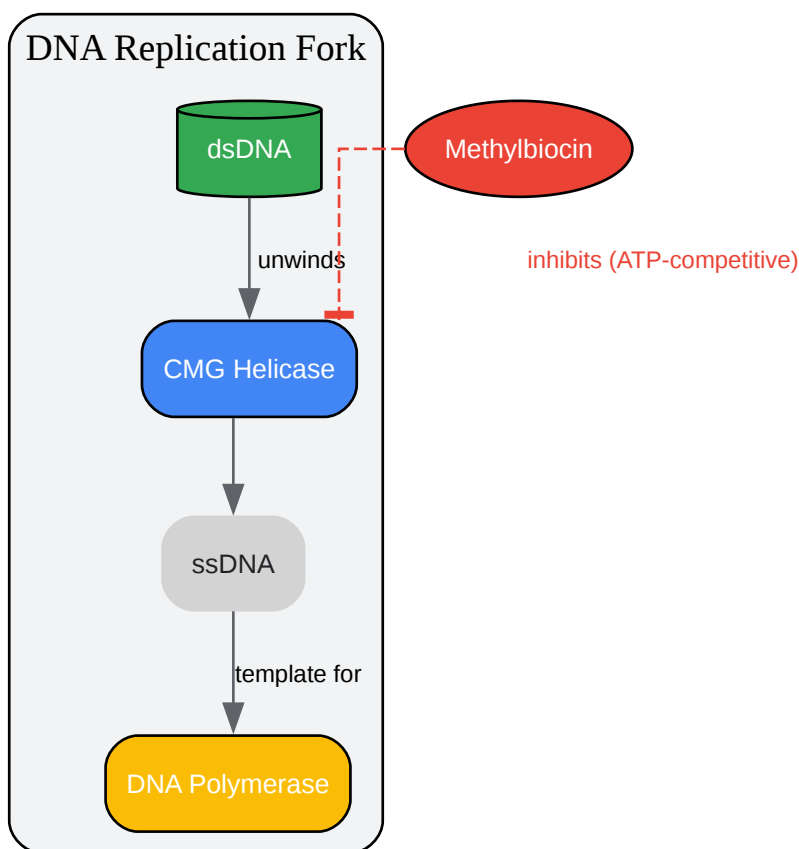 DNA Replication Fork
dsDNA
Methylbiocin
unwinds
inhibits (ATP-competitive)
CMG Helicase
ssDNA
template for
DNA Polymerase